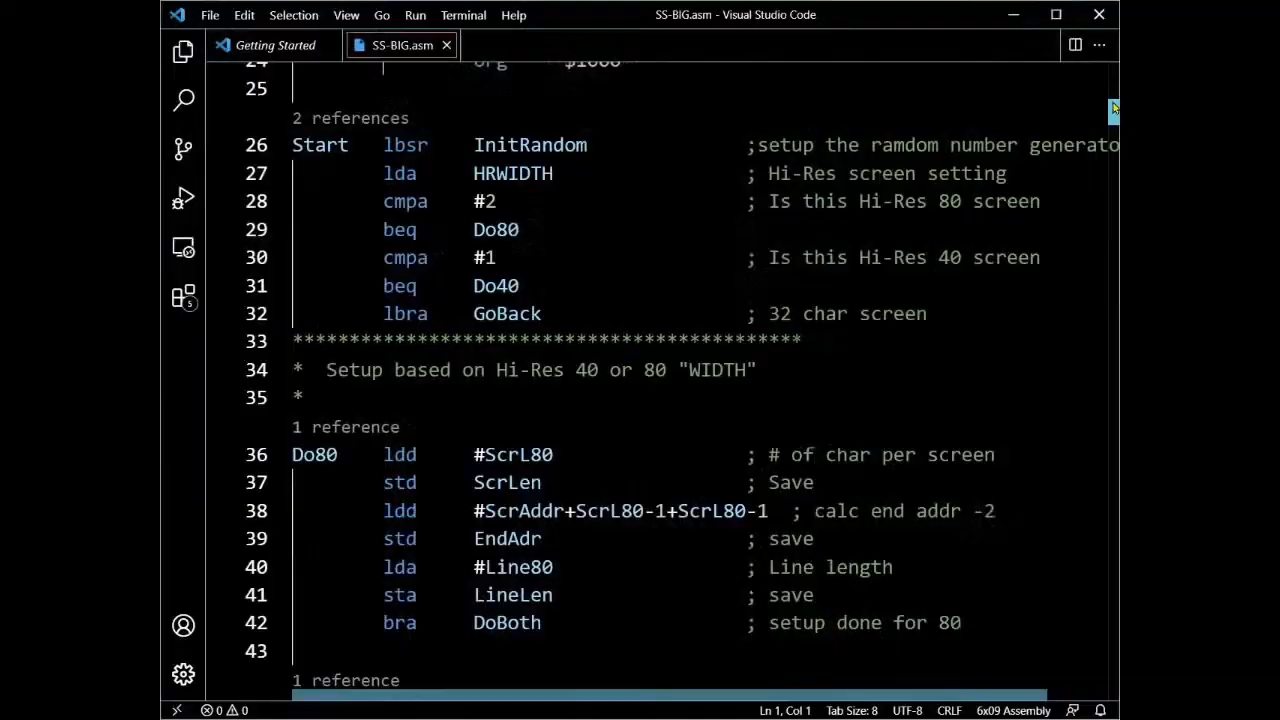 File Edit Selection View Go Run Terminal Help SS-BIG.asm - Visual Studio Code
Getting Started SS-BIG.asm
24 org $1000
25
2 references
26 Start lbsr InitRandom ;setup the ramdom number generato
27 lda HRWIDTH ; Hi-Res screen setting
28 cmpa #2 ; Is this Hi-Res 80 screen
29 beq Do80
30 cmpa #1 ; Is this Hi-Res 40 screen
31 beq Do40
32 lbra GoBack ; 32 char screen
33 *********************************************
34 * Setup based on Hi-Res 40 or 80 "WIDTH"
35 *
1 reference
36 Do80 ldd #ScrL80 ; # of char per screen
37 std ScrLen ; Save
38 ldd #ScrAddr+ScrL80-1+ScrL80-1 ; calc end addr -2
39 std EndAdr ; save
40 lda #Line80 ; Line length
41 sta LineLen ; save
42 bra DoBoth ; setup done for 80
43
1 reference
5
0 0 Ln 1, Col 1 Tab Size: 8 UTF-8 CRLF 6x09 Assembly